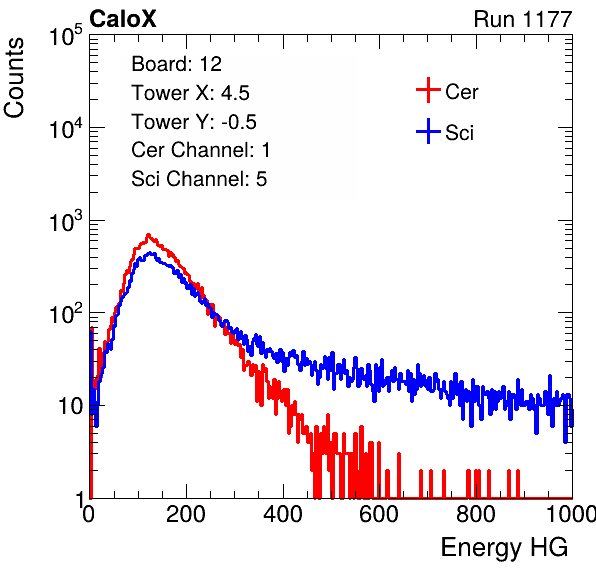 CaloX Run 1177
Counts
10^5
10^4
10^3
10^2
10
1
Board: 12
Tower X: 4.5
Tower Y: -0.5
Cer Channel: 1
Sci Channel: 5
Cer
Sci
0 200 400 600 800 1000
Energy HG